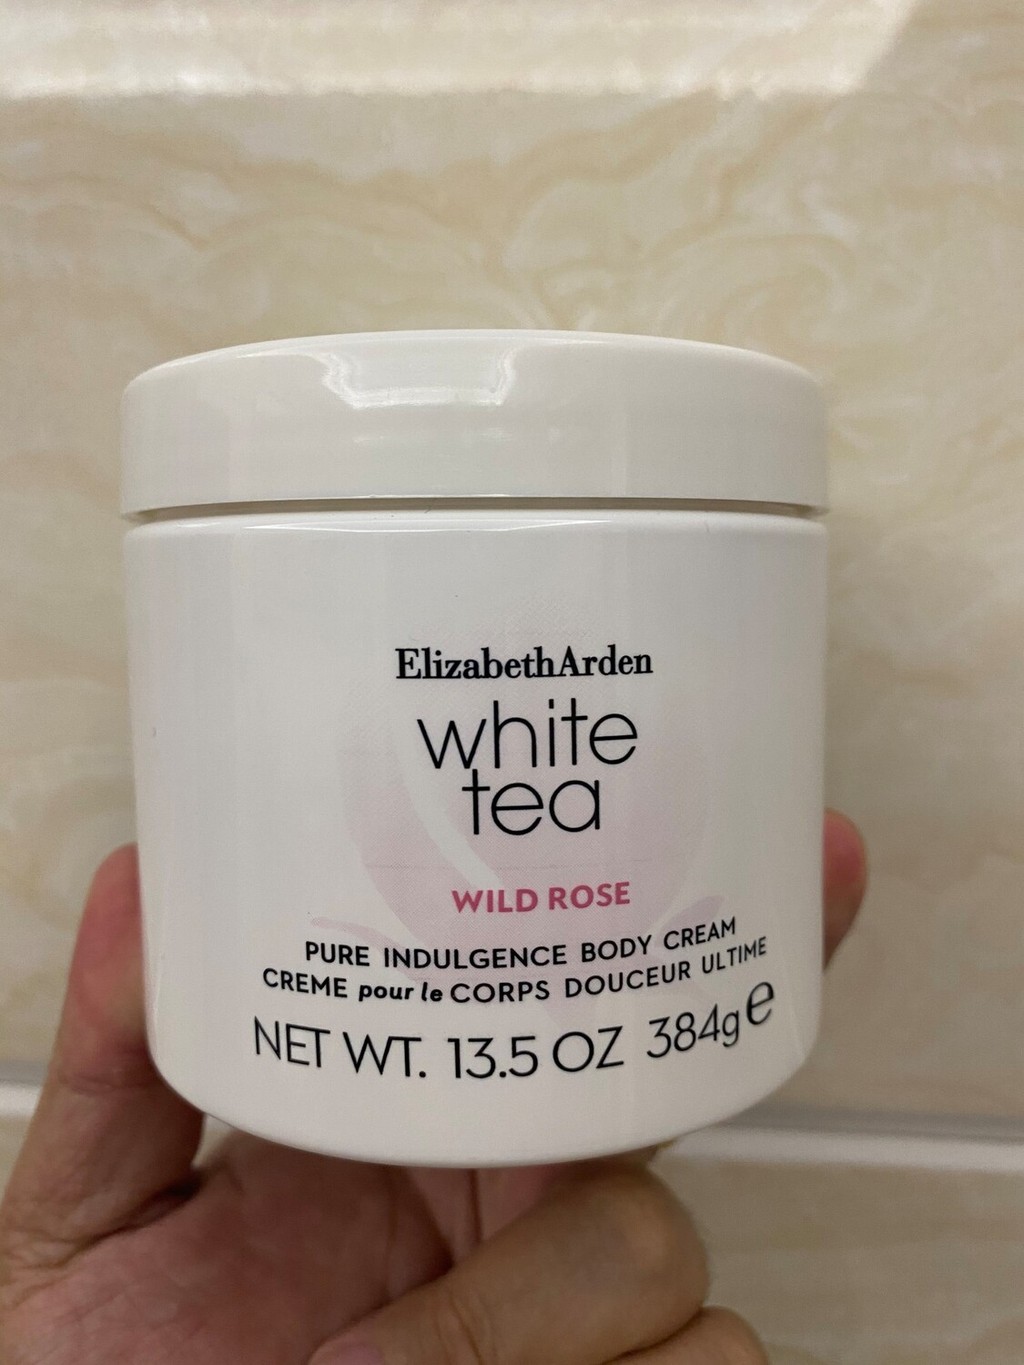 ElizabethArden
white
tea
WILD ROSE
PURE INDULGENCE BODY CREAM
CREME pour le CORPS DOUCEUR ULTIME
NET WT. 13.5 OZ 384g e